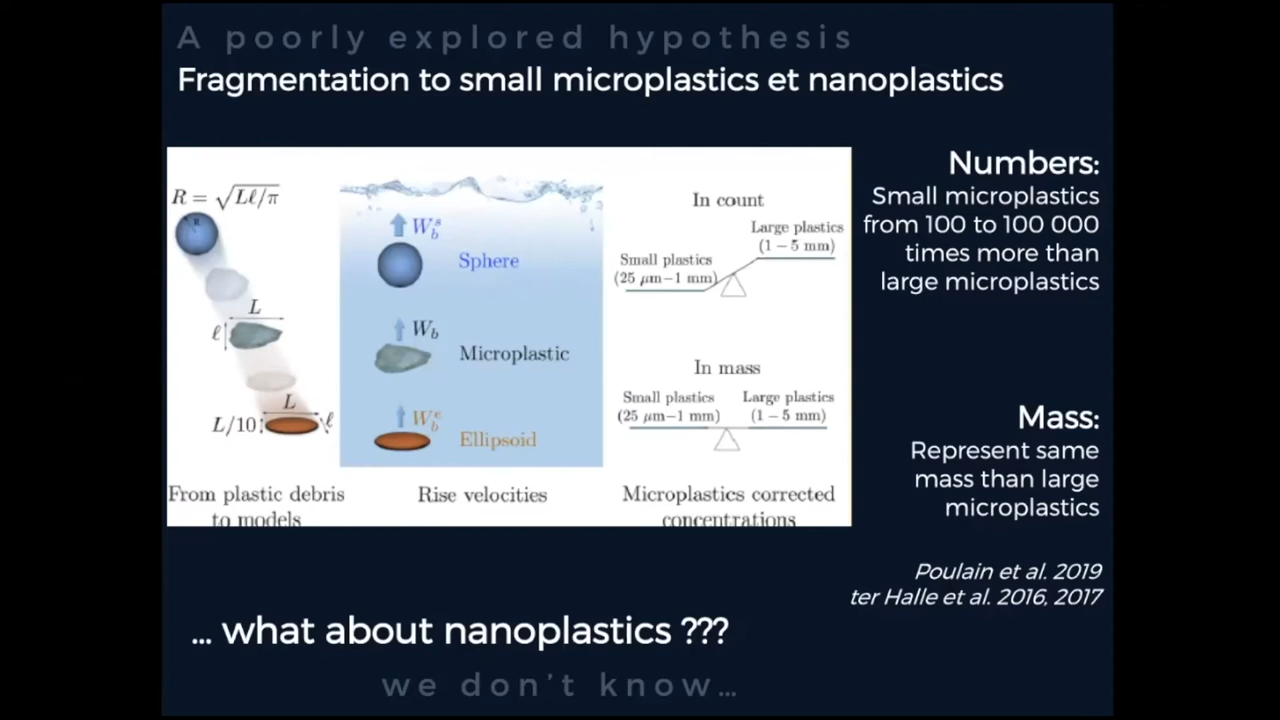 A poorly explored hypothesis
Fragmentation to small microplastics et nanoplastics
R = √Lℓ/π
R
L
ℓ
L
L/10
ℓ
From plastic debris
to models
W_b^s
Sphere
W_b
Microplastic
W_b^e
Ellipsoid
Rise velocities
In count
Large plastics
(1 – 5 mm)
Small plastics
(25 μm–1 mm)
In mass
Small plastics
(25 μm–1 mm)
Large plastics
(1 – 5 mm)
Microplastics corrected
concentrations
Numbers:
Small microplastics
from 100 to 100 000
times more than
large microplastics
Mass:
Represent same
mass than large
microplastics
Poulain et al. 2019
ter Halle et al. 2016, 2017
... what about nanoplastics ???
we don't know...